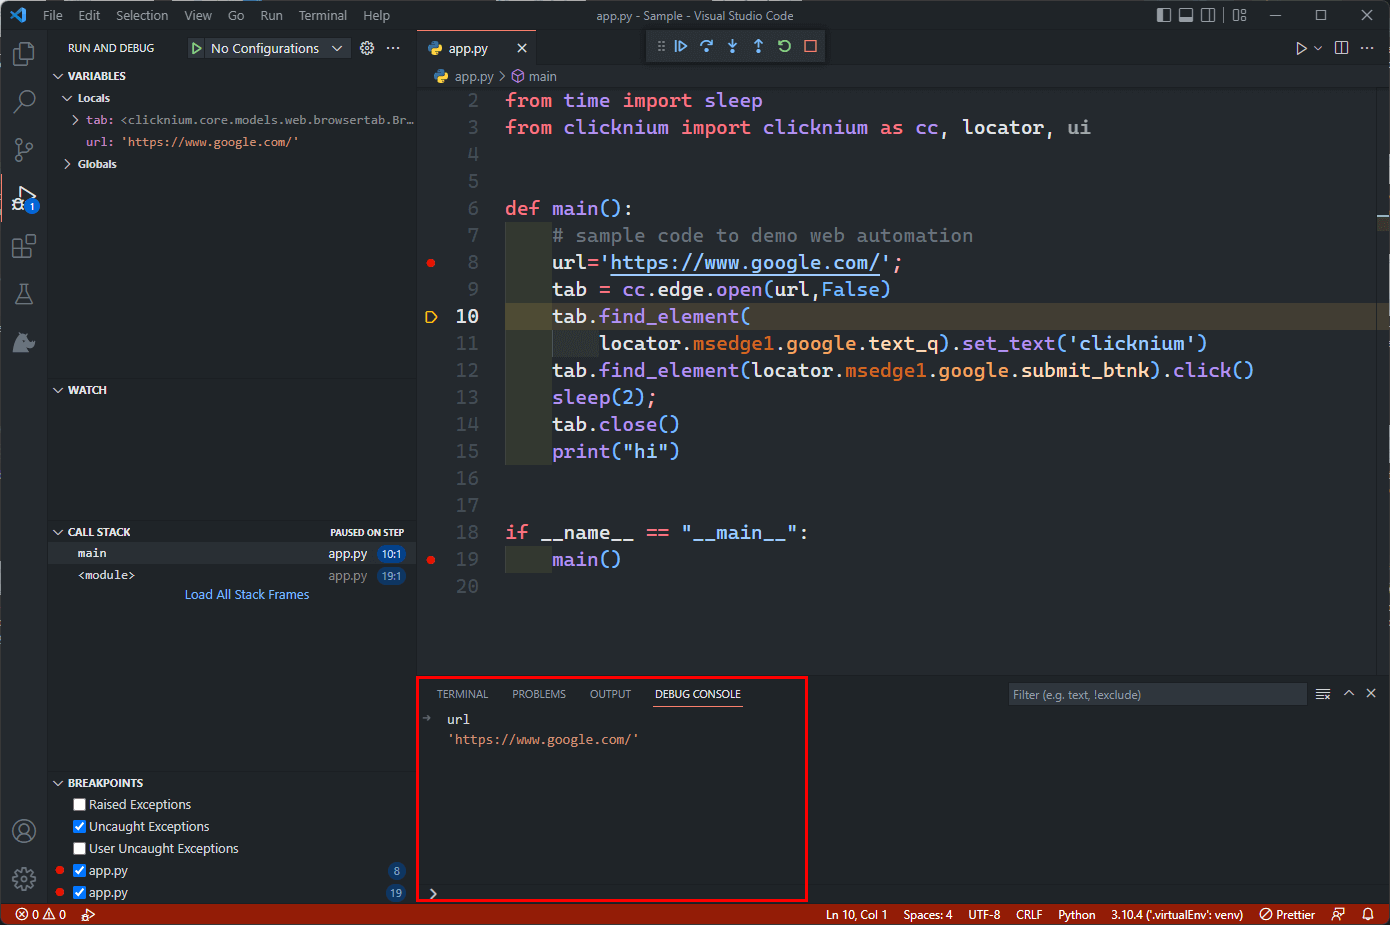 File Edit Selection View Go Run Terminal Help
app.py - Sample - Visual Studio Code
RUN AND DEBUG
No Configurations
VARIABLES
Locals
tab: <clicknium.core.models.web.browsertab.Br...
url: 'https://www.google.com/'
Globals
WATCH
CALL STACK PAUSED ON STEP
main app.py 10:1
<module> app.py 19:1
Load All Stack Frames
BREAKPOINTS
Raised Exceptions
Uncaught Exceptions
User Uncaught Exceptions
app.py 8
app.py 19
1
app.py
app.py > main
2 from time import sleep
3 from clicknium import clicknium as cc, locator, ui
4
5
6 def main():
7 # sample code to demo web automation
8 url='https://www.google.com/';
9 tab = cc.edge.open(url,False)
10 tab.find_element(
11 locator.msedge1.google.text_q).set_text('clicknium')
12 tab.find_element(locator.msedge1.google.submit_btnk).click()
13 sleep(2);
14 tab.close()
15 print("hi")
16
17
18 if __name__ == "__main__":
19 main()
20
TERMINAL PROBLEMS OUTPUT DEBUG CONSOLE
Filter (e.g. text, !exclude)
url
'https://www.google.com/'
0 0
Ln 10, Col 1 Spaces: 4 UTF-8 CRLF Python 3.10.4 ('.virtualEnv': venv) Prettier